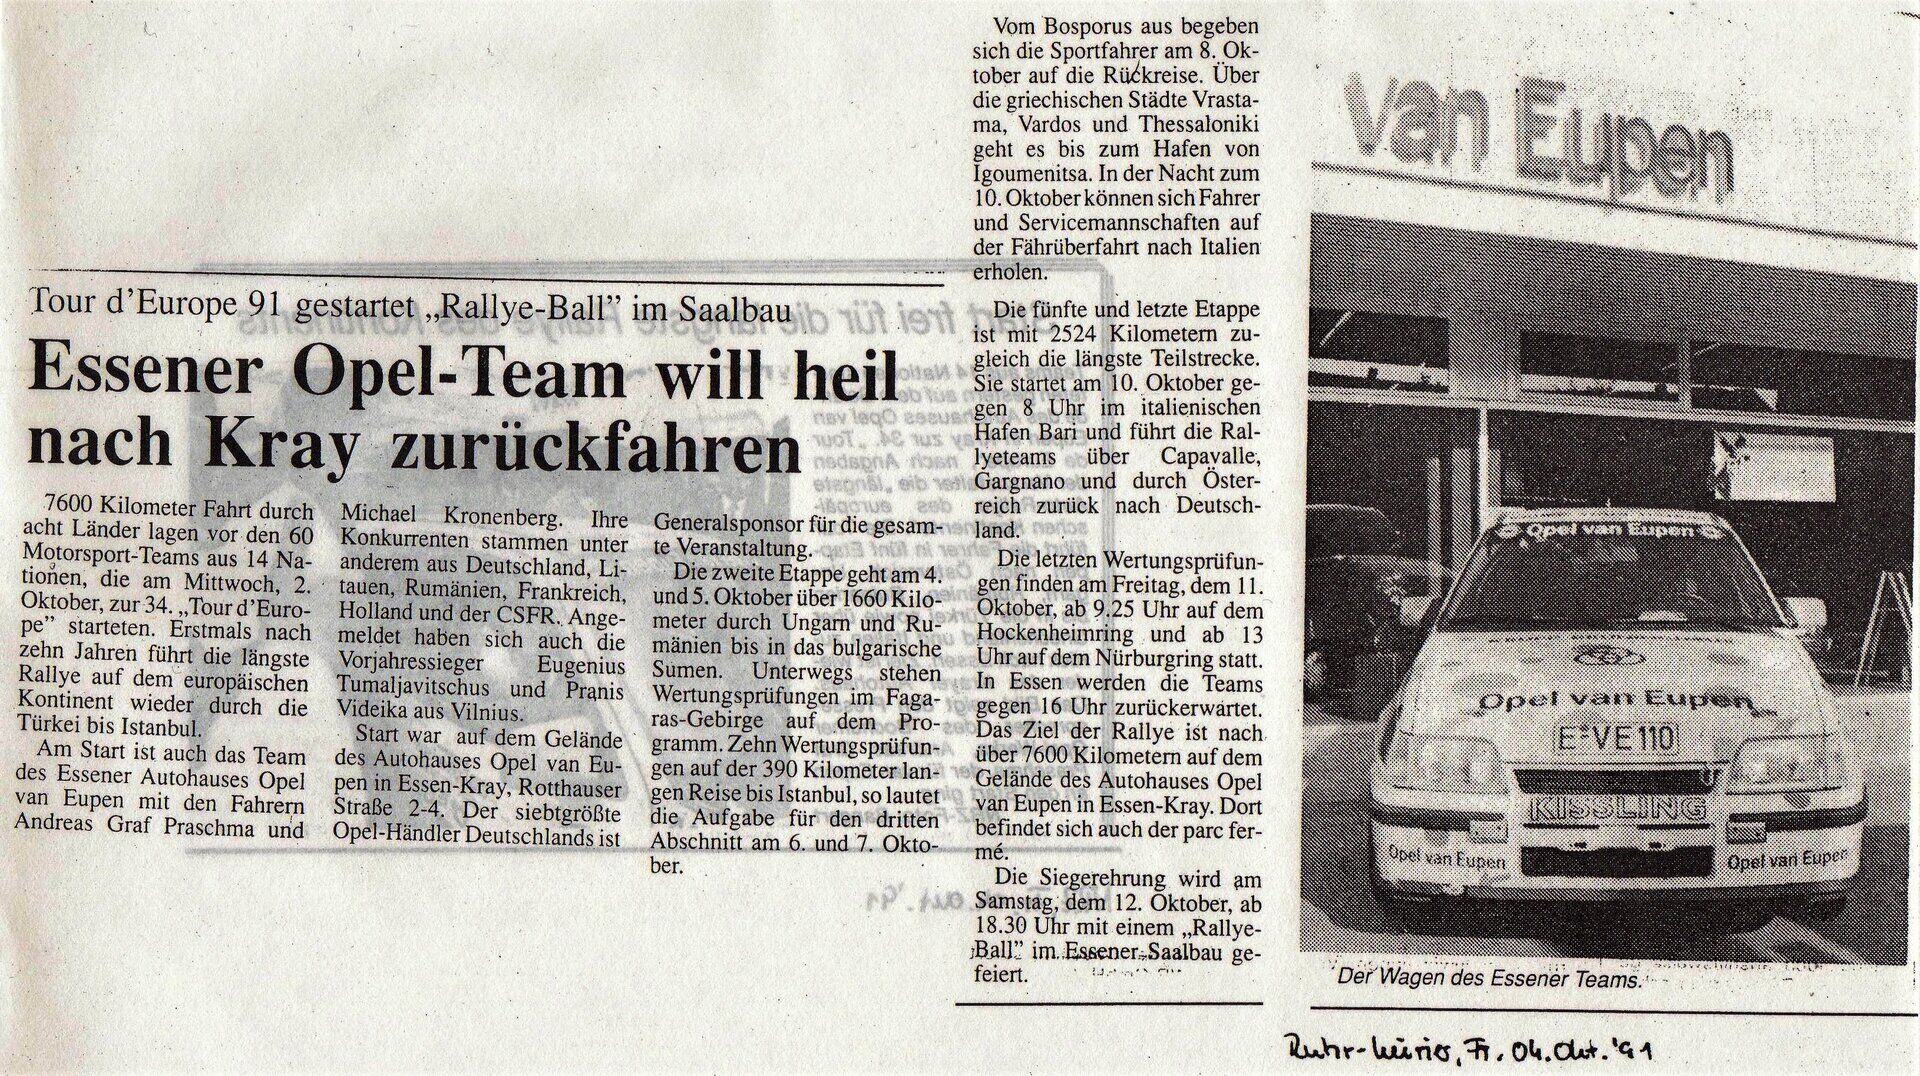 Tour d'Europe 91 gestartet „Rallye-Ball” im Saalbau
Essener Opel-Team will heil
nach Kray zurückfahren
7600 Kilometer Fahrt durch
acht Länder lagen vor den 60
Motorsport-Teams aus 14 Na-
tionen, die am Mittwoch, 2.
Oktober, zur 34. „Tour d'Euro-
pe” starteten. Erstmals nach
zehn Jahren führt die längste
Rallye auf dem europäischen
Kontinent wieder durch die
Türkei bis Istanbul.
Am Start ist auch das Team
des Essener Autohauses Opel
van Eupen mit den Fahrern
Andreas Graf Praschma und
Michael Kronenberg. Ihre
Konkurrenten stammen unter
anderem aus Deutschland, Li-
tauen, Rumänien, Frankreich,
Holland und der CSFR. Ange-
meldet haben sich auch die
Vorjahressieger Eugenius
Tumaljavitschus und Pranis
Videika aus Vilnius.
Start war auf dem Gelände
des Autohauses Opel van Eu-
pen in Essen-Kray, Rotthauser
Straße 2-4. Der siebtgrößte
Opel-Händler Deutschlands ist
Generalsponsor für die gesam-
te Veranstaltung.
Die zweite Etappe geht am 4.
und 5. Oktober über 1660 Kilo-
meter durch Ungarn und Ru-
mänien bis in das bulgarische
Sumen. Unterwegs stehen
Wertungsprüfungen im Faga-
ras-Gebirge auf dem Pro-
gramm. Zehn Wertungsprüfun-
gen auf der 390 Kilometer lan-
gen Reise bis Istanbul, so lautet
die Aufgabe für den dritten
Abschnitt am 6. und 7. Okto-
ber.
Vom Bosporus aus begeben
sich die Sportfahrer am 8. Ok-
tober auf die Rückreise. Über
die griechischen Städte Vrasta-
ma, Vardos und Thessaloniki
geht es bis zum Hafen von
Igoumenitsa. In der Nacht zum
10. Oktober können sich Fahrer
und Servicemannschaften auf
der Fährüberfahrt nach Italien
erholen.
Die fünfte und letzte Etappe
ist mit 2524 Kilometern zu-
gleich die längste Teilstrecke.
Sie startet am 10. Oktober ge-
gen 8 Uhr im italienischen
Hafen Bari und führt die Ral-
lyeteams über Capavalle,
Gargnano und durch Öster-
reich zurück nach Deutsch-
land.
Die letzten Wertungsprüfun-
gen finden am Freitag, dem 11.
Oktober, ab 9.25 Uhr auf dem
Hockenheimring und ab 13
Uhr auf dem Nürburgring statt.
In Essen werden die Teams
gegen 16 Uhr zurückerwartet.
Das Ziel der Rallye ist nach
über 7600 Kilometern auf dem
Gelände des Autohauses Opel
van Eupen in Essen-Kray. Dort
befindet sich auch der parc fer-
mé.
Die Siegerehrung wird am
Samstag, dem 12. Oktober, ab
18.30 Uhr mit einem „Rallye-
Ball” im Essener Saalbau ge-
feiert.
van Eupen
Opel van Eupen
Opel van Eupen
E VE 110
KISSLING
Opel van Eupen
Opel van Eupen
Der Wagen des Essener Teams.
Ruhr-Kurier, Fr. 04. Okt. '91